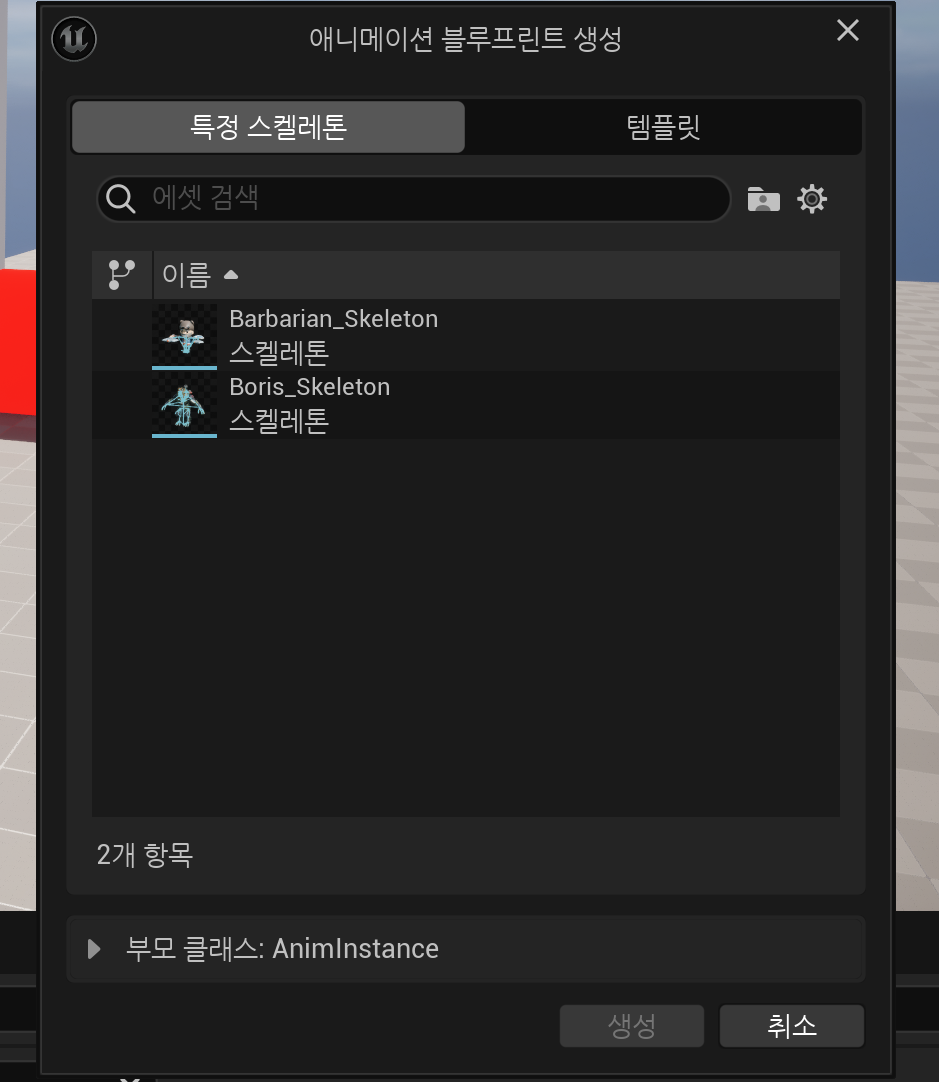 애니메이션 블루프린트 생성
특정 스켈레톤
템플릿
에셋 검색
이름
Barbarian_Skeleton
스켈레톤
Boris_Skeleton
스켈레톤
2개 항목
부모 클래스: AnimInstance
생성
취소